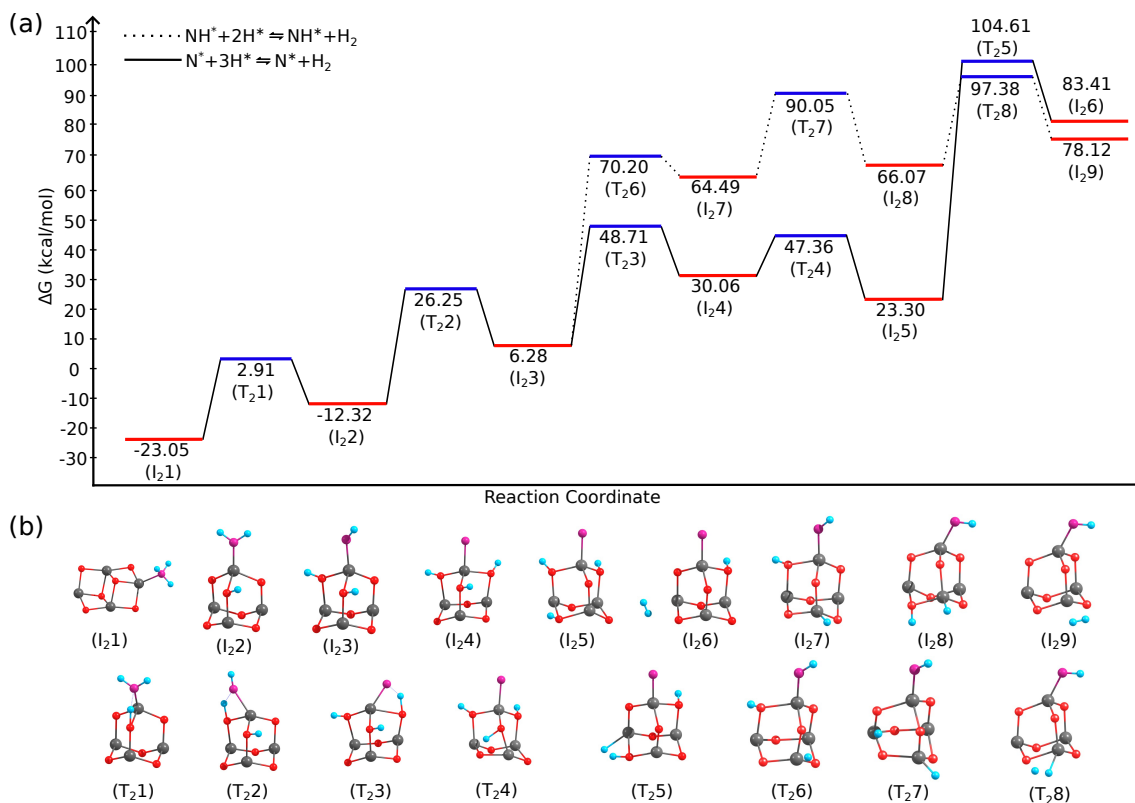 (a)
NH*+2H* ⇋ NH*+H₂
N*+3H* ⇋ N*+H₂
ΔG (kcal/mol)
110
100
90
80
70
60
50
40
30
20
10
0
-10
-20
-30
-23.05
(I₂1)
2.91
(T₂1)
-12.32
(I₂2)
26.25
(T₂2)
6.28
(I₂3)
70.20
(T₂6)
48.71
(T₂3)
64.49
(I₂7)
30.06
(I₂4)
90.05
(T₂7)
47.36
(T₂4)
66.07
(I₂8)
23.30
(I₂5)
104.61
(T₂5)
97.38
(T₂8)
83.41
(I₂6)
78.12
(I₂9)
Reaction Coordinate
(b)
(I₂1) (I₂2) (I₂3) (I₂4) (I₂5) (I₂6) (I₂7) (I₂8) (I₂9)
(T₂1) (T₂2) (T₂3) (T₂4) (T₂5) (T₂6) (T₂7) (T₂8)